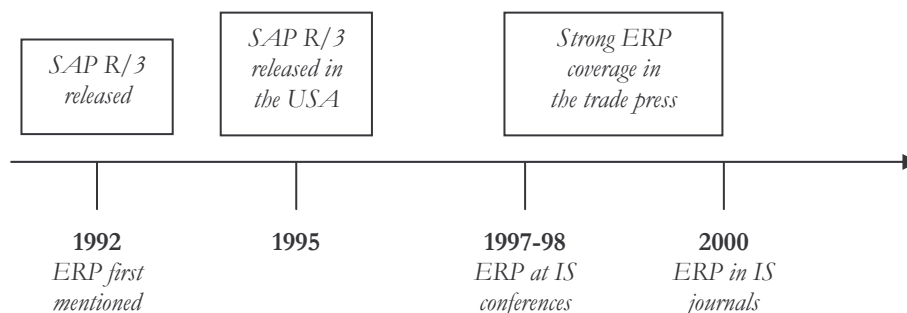 SAP R/3
released
SAP R/3
released in
the USA
Strong ERP
coverage in
the trade press
1992
ERP first
mentioned
1995
1997-98
ERP at IS
conferences
2000
ERP in IS
journals